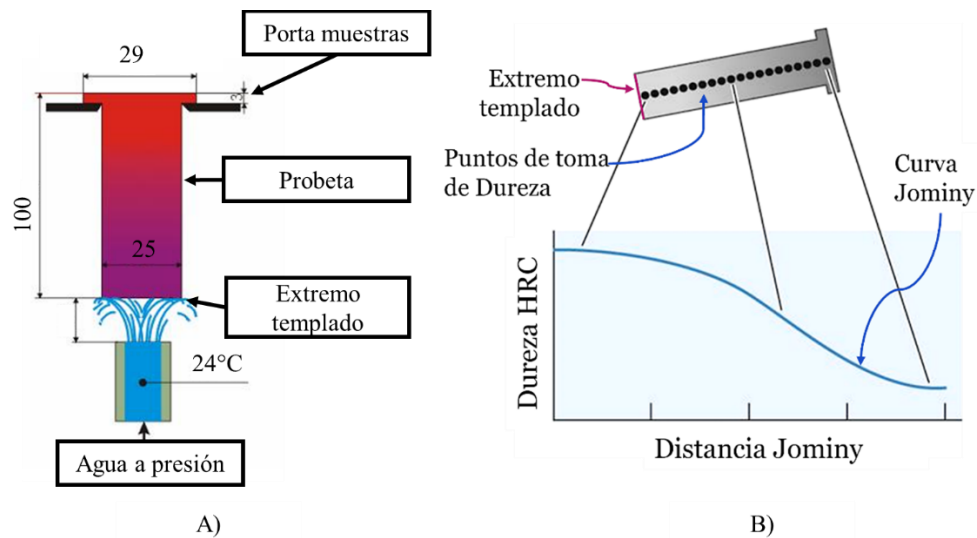 A)
29
Porta muestras
3
Probeta
100
25
Extremo
templado
24°C
Agua a presión
A)
Extremo
templado
Puntos de toma
de Dureza
Curva
Jominy
Dureza HRC
Distancia Jominy
B)
B)